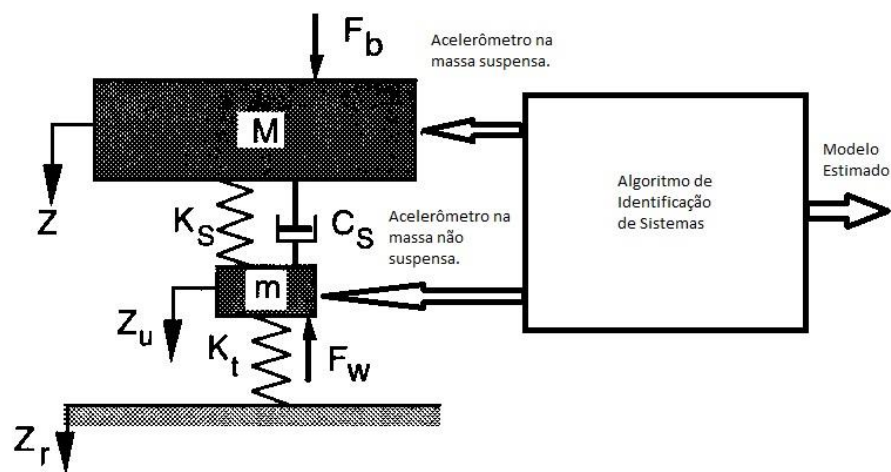 F_b
Acelerômetro na
massa suspensa.
M
Z
K_S
C_S
Acelerômetro na
massa não
suspensa.
m
Z_u
K_t
F_w
Z_r
Algoritmo de
Identificação
de Sistemas
Modelo
Estimado